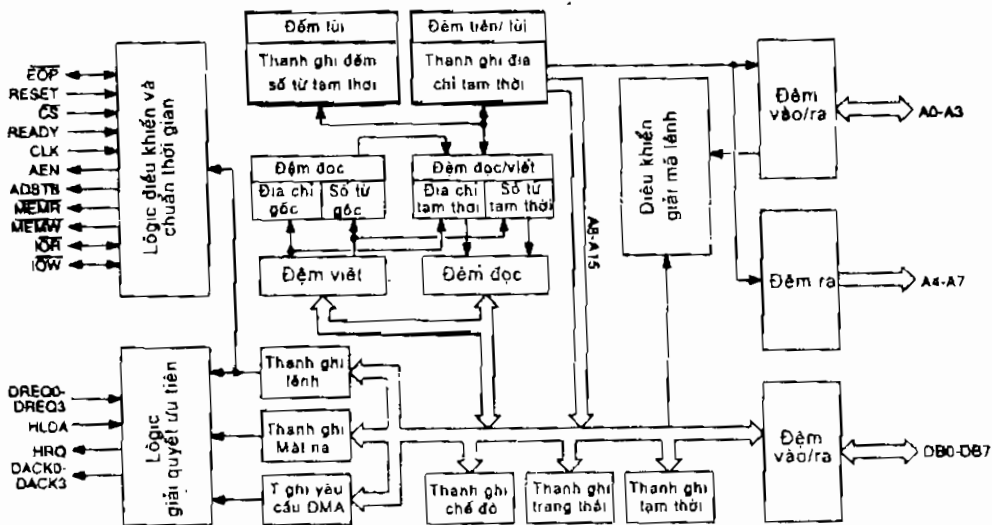 Đếm lùi
Thanh ghi đếm
số từ tạm thời
Đếm trên/ lùi
Thanh ghi địa
chỉ tạm thời
EOP
RESET
CS
READY
CLK
AEN
ADSTB
MEMR
MEMW
IOR
IOW
Lôgic điều khiển và
chuẩn thời gian
Đệm đọc
Địa chỉ
gốc
Số từ
gốc
Đệm đọc/viết
Địa chỉ
tạm thời
Số từ
tạm thời
Đệm viết
Đệm đọc
A8-A15
Điều khiển
giải mã lệnh
Đệm
vào/ra
A0-A3
Đệm ra
A4-A7
DREQ0-
DREQ3
HLDA
HRQ
DACK0-
DACK3
Lôgic
giải quyết ưu tiên
Thanh ghi
lệnh
Thanh ghi
Mặt nạ
T ghi yêu
cầu DMA
Thanh ghi
chế độ
Thanh ghi
trạng thái
Thanh ghi
tạm thời
Đệm
vào/ra
DB0-DB7